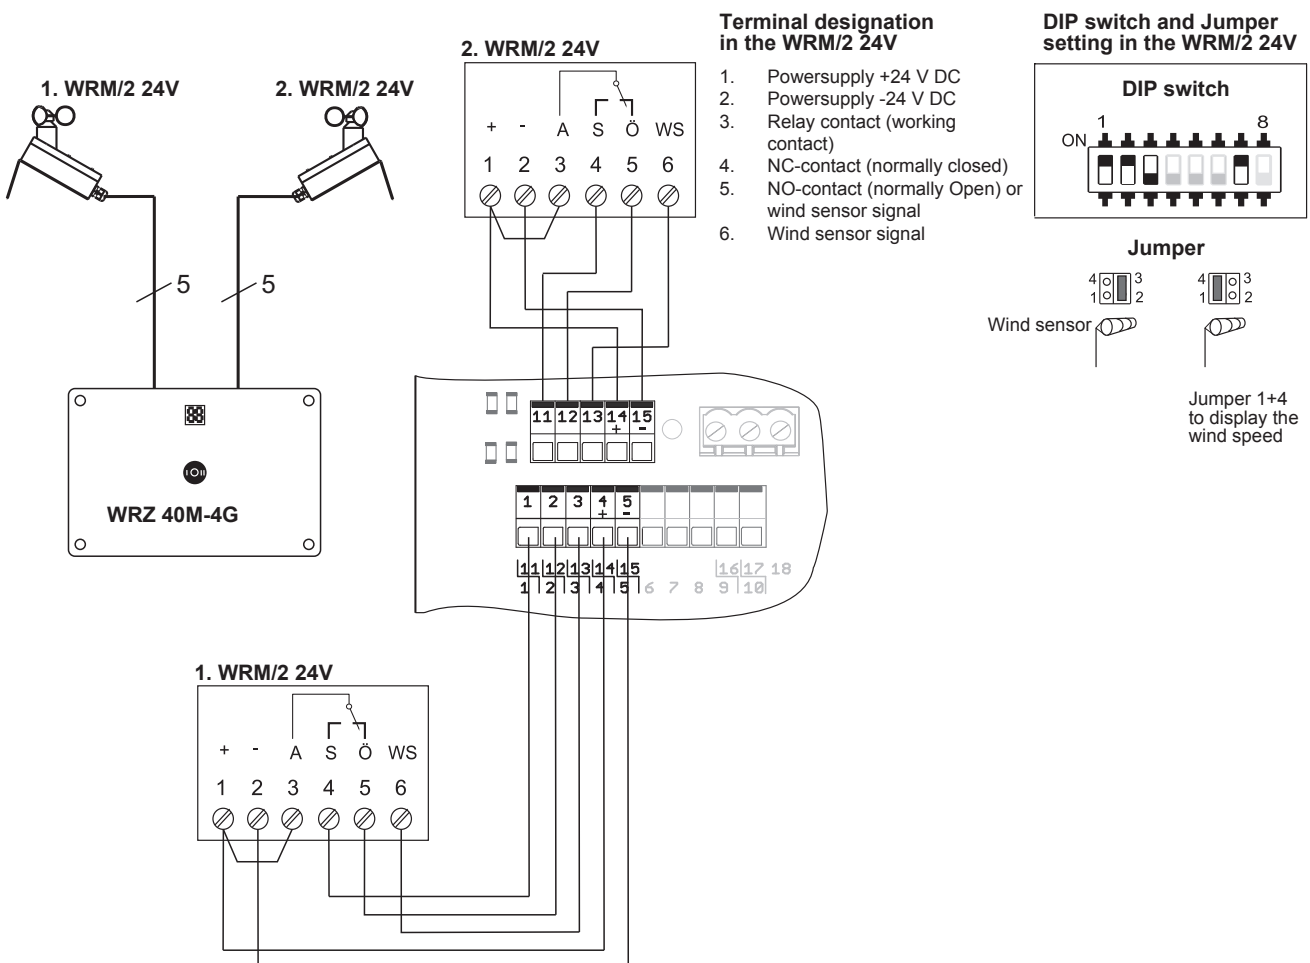 Terminal designation
in the WRM/2 24V
1. Powersupply +24 V DC
2. Powersupply -24 V DC
3. Relay contact (working
contact)
4. NC-contact (normally closed)
5. NO-contact (normally Open) or
wind sensor signal
6. Wind sensor signal
DIP switch and Jumper
setting in the WRM/2 24V
DIP switch
1 8
ON
Jumper
4 3
1 2
4 3
1 2
Wind sensor
Jumper 1+4
to display the
wind speed
1. WRM/2 24V
2. WRM/2 24V
5
5
I O II
WRZ 40M-4G
2. WRM/2 24V
+ - A S Ö WS
1 2 3 4 5 6
11 12 13 14 15
+ -
1 2 3 4 5
+ -
11 12 13 14 15 16 17 18
1 2 3 4 5 6 7 8 9 10
1. WRM/2 24V
+ - A S Ö WS
1 2 3 4 5 6